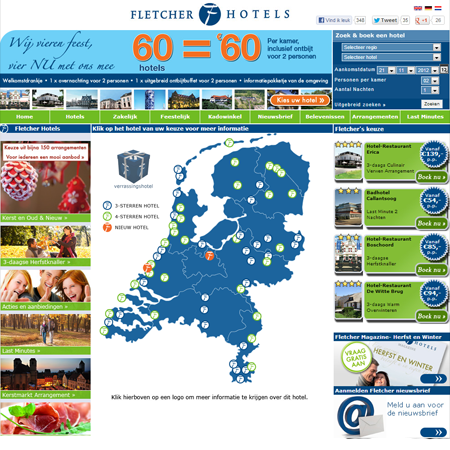 FLETCHER HOTELS
Vind ik leuk
Tweet
Wij vieren feest,
vier NU met ons mee
60 = €60
hotels
Per kamer,
inclusief ontbijt
voor 2 personen
Welkomstdrankje • 1 x overnachting voor 2 personen • 1 x uitgebreid ontbijtbuffet voor 2 personen • informatiepakketje van de omgeving
Kies uw hotel »
Zoek & boek een hotel
Selecteer regio
Selecteer hotel
Aankomstdatum
21 11 2012
Personen per kamer
02
Aantal Nachten
1
Uitgebreid zoeken »
Zoeken
Home Hotels Zakelijk Feestelijk Kadowinkel Nieuwsbrief Belevenissen Arrangementen Last Minutes
Fletcher Hotels
Keuze uit bijna 150 arrangementen
Voor iedereen een mooi aanbod »
Kerst en Oud & Nieuw »
3-daagse Herfstknaller »
Acties en aanbiedingen »
Last Minutes »
Kerstmarkt Arrangement »
Klik op het hotel van uw keuze voor meer informatie
verrassingshotel
3-STERREN HOTEL
4-STERREN HOTEL
NIEUW HOTEL
Klik hierboven op een logo om meer informatie te krijgen over dit hotel.
Fletcher's keuze
Hotel-Restaurant
Erica
3-daags Culinair
Verven Arrangement
Vanaf
€139,-
p.p.
Boek nu »
Badhotel
Callantsoog
Last Minute 2
Nachten
Vanaf
€54,-
p.p.
Boek nu »
Hotel-Restaurant
Boschoord
3-daagse
Herfstknaller
Vanaf
€85,-
p.p.
Boek nu »
Hotel-Restaurant
De Witte Brug
3-daags Warm
Overwinteren
Vanaf
€94,-
p.p.
Boek nu »
Fletcher Magazine- Herfst en Winter
VRAAG
GRATIS
AAN
HOTELS
HERFST EN WINTER
Aanmelden Fletcher nieuwsbrief
Meld u aan voor
de nieuwsbrief